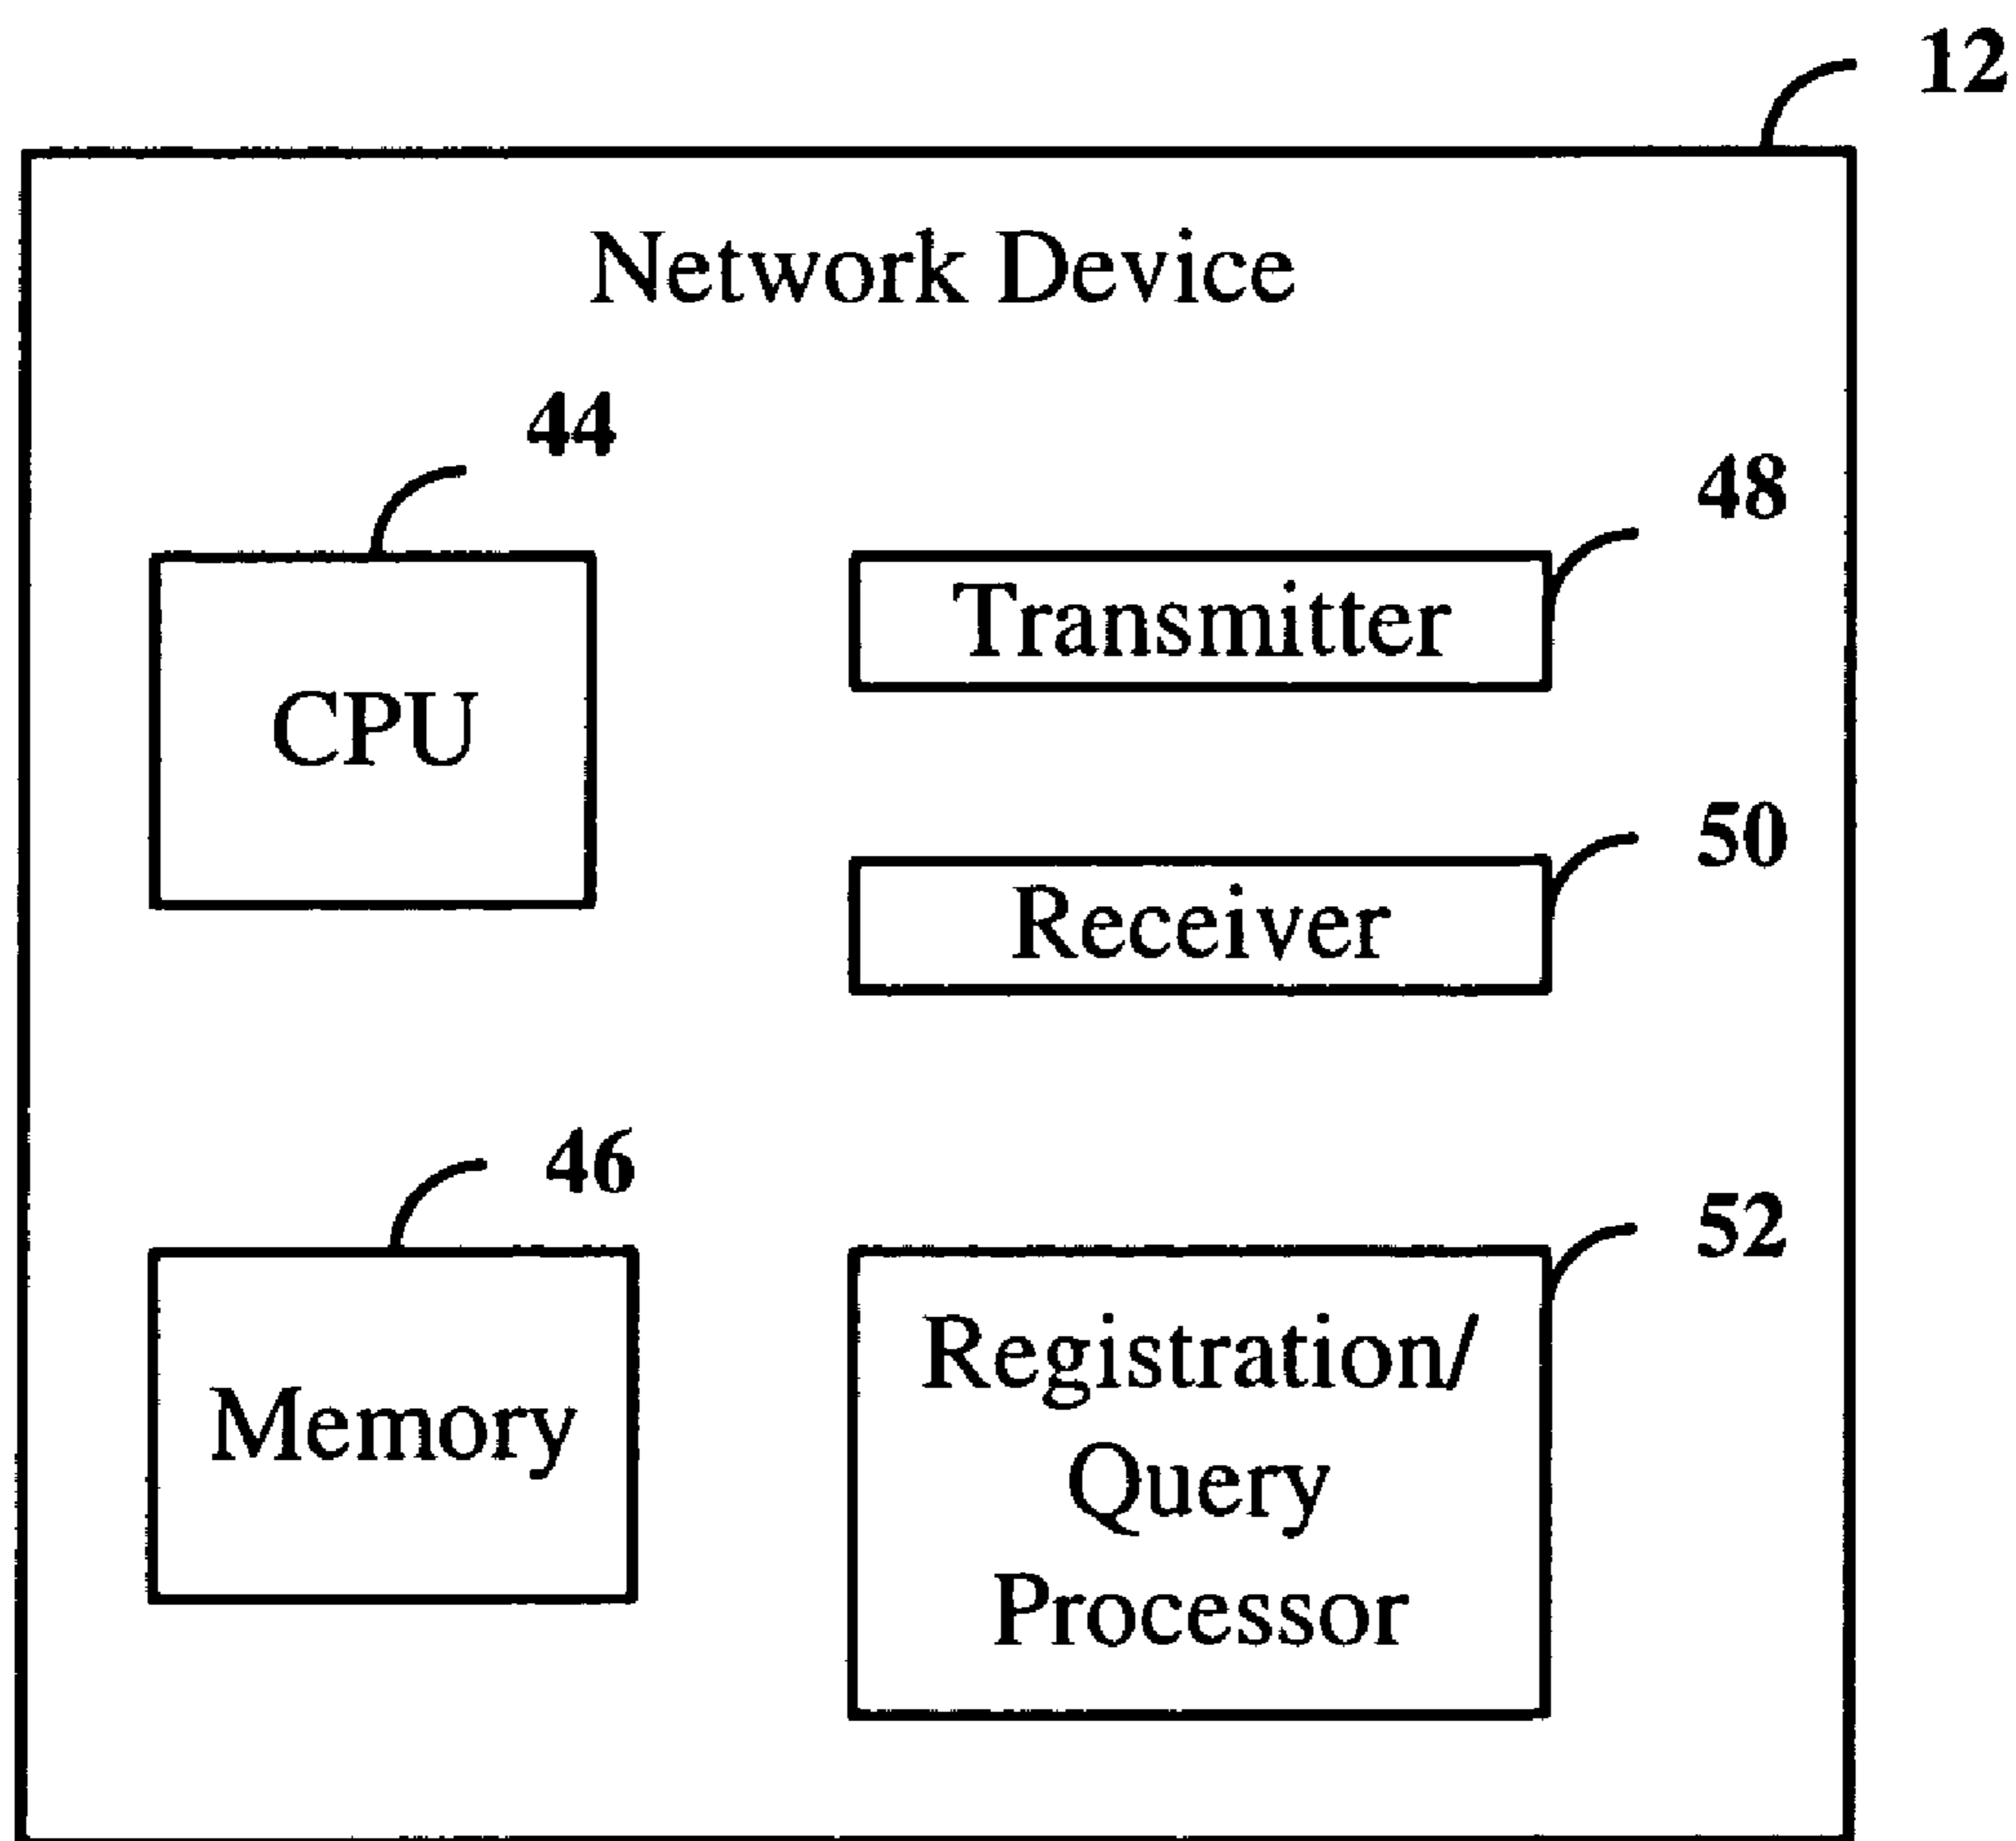 12
Network Device
44
48
Transmitter
CPU
50
Receiver
46
52
Registration/
Memory
Query
Processor